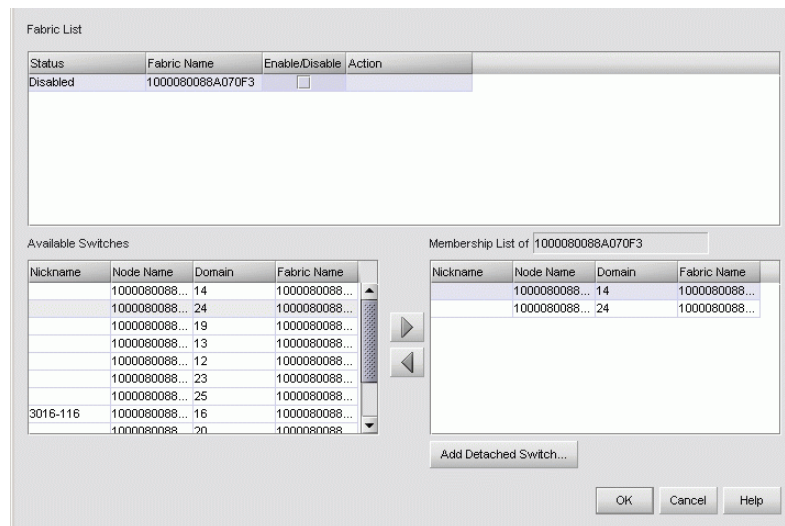 Fabric List
Status Fabric Name Enable/Disable Action
Disabled 1000080088A070F3
Available Switches
Nickname Node Name Domain Fabric Name
1000080088... 14 1000080088...
1000080088... 24 1000080088...
1000080088... 19 1000080088...
1000080088... 13 1000080088...
1000080088... 12 1000080088...
1000080088... 23 1000080088...
1000080088... 25 1000080088...
3016-116 1000080088... 16 1000080088...
1000080088... 20 1000080088...
Membership List of 1000080088A070F3
Nickname Node Name Domain Fabric Name
1000080088... 14 1000080088...
1000080088... 24 1000080088...
Add Detached Switch...
OK Cancel Help